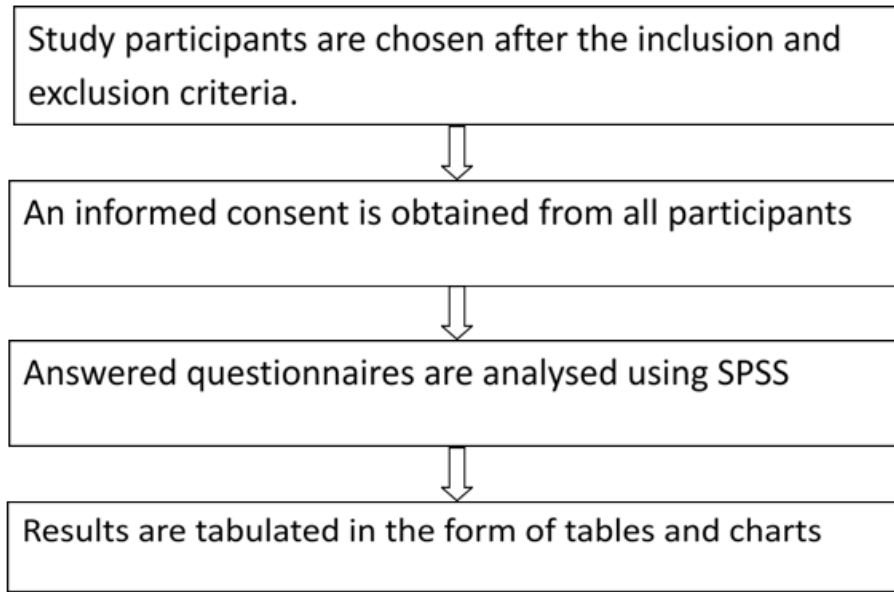 Study participants are chosen after the inclusion and
exclusion criteria.
An informed consent is obtained from all participants
Answered questionnaires are analysed using SPSS
Results are tabulated in the form of tables and charts